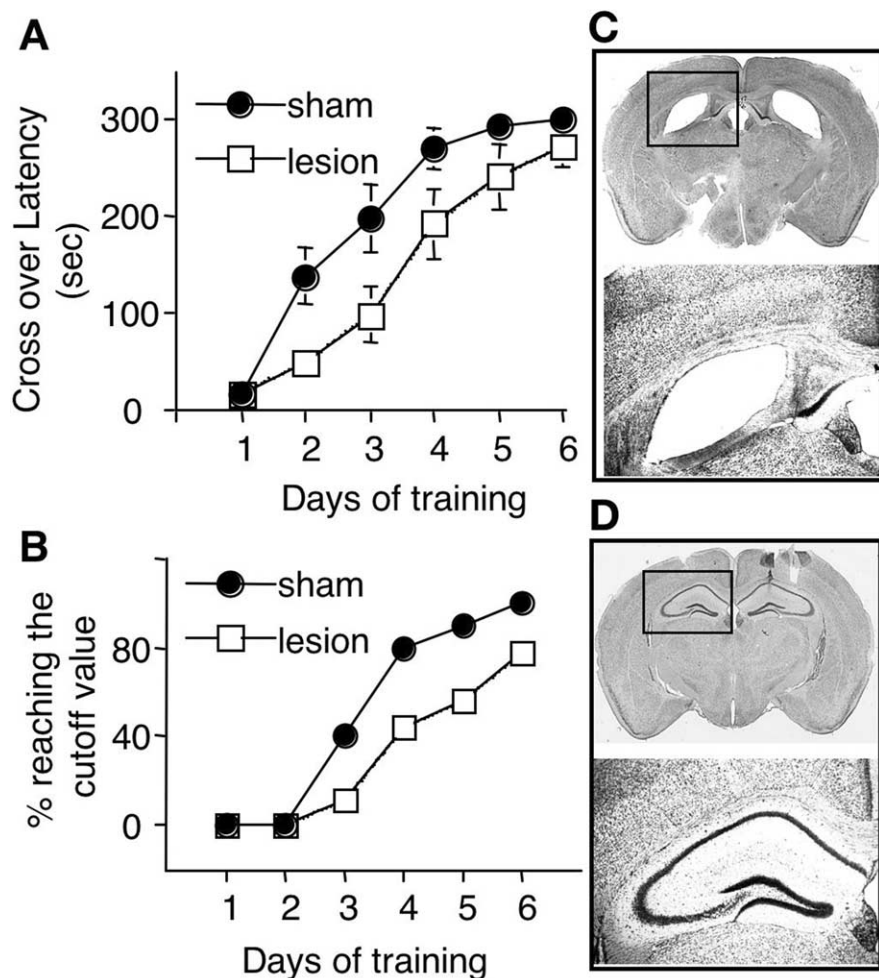 A
Cross over Latency
(sec)
300
200
100
0
sham
lesion
1 2 3 4 5 6
Days of training
B
% reaching the
cutoff value
80
40
0
sham
lesion
1 2 3 4 5 6
Days of training
C
D